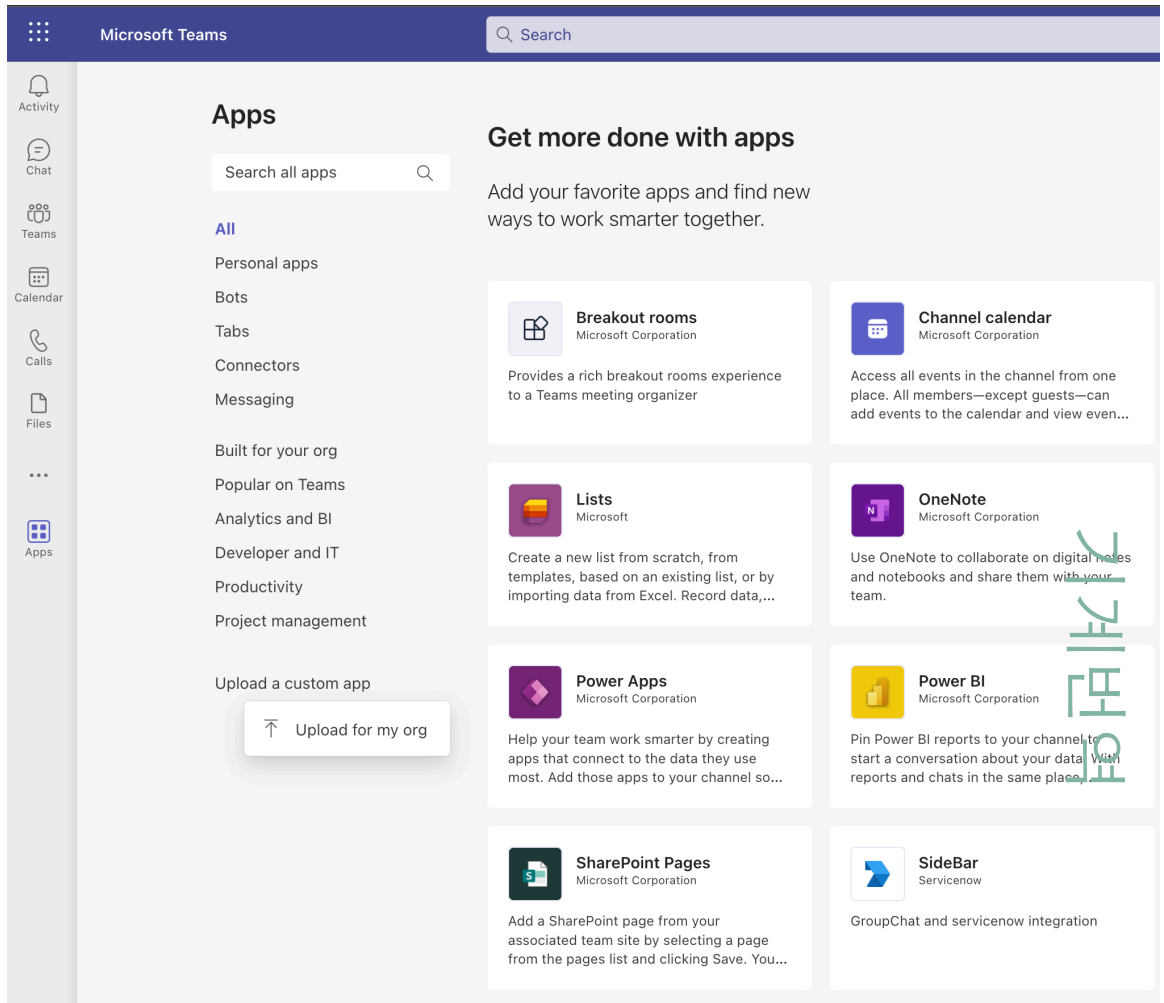 Microsoft Teams
Search
Activity
Chat
Teams
Calendar
Calls
Files
Apps
Apps
Search all apps
All
Personal apps
Bots
Tabs
Connectors
Messaging
Built for your org
Popular on Teams
Analytics and BI
Developer and IT
Productivity
Project management
Upload a custom app
Upload for my org
Get more done with apps
Add your favorite apps and find new
ways to work smarter together.
Breakout rooms
Microsoft Corporation
Provides a rich breakout rooms experience
to a Teams meeting organizer
Channel calendar
Microsoft Corporation
Access all events in the channel from one
place. All members—except guests—can
add events to the calendar and view even...
Lists
Microsoft
Create a new list from scratch, from
templates, based on an existing list, or by
importing data from Excel. Record data,...
OneNote
Microsoft Corporation
Use OneNote to collaborate on digital notes
and notebooks and share them with your
team.
Power Apps
Microsoft Corporation
Help your team work smarter by creating
apps that connect to the data they use
most. Add those apps to your channel so...
Power BI
Microsoft Corporation
Pin Power BI reports to your channel to
start a conversation about your data. With
reports and chats in the same place,...
SharePoint Pages
Microsoft Corporation
Add a SharePoint page from your
associated team site by selecting a page
from the pages list and clicking Save. You...
SideBar
Servicenow
GroupChat and servicenow integration
기계번역